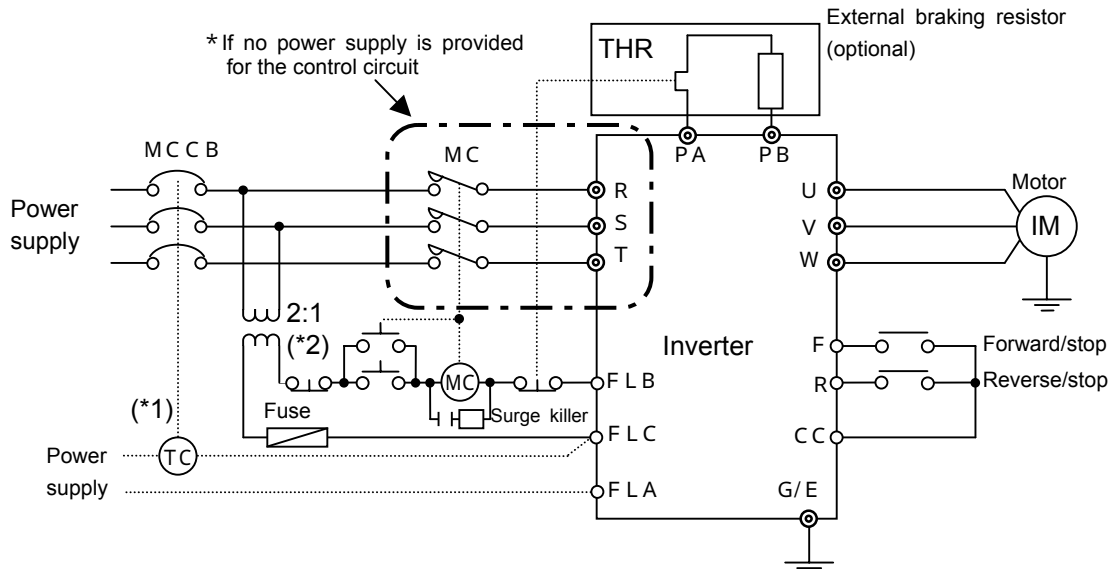 External braking resistor
(optional)
* If no power supply is provided
for the control circuit
THR
PA
PB
MCCB
MC
Power
supply
R
S
T
U
V
W
Motor
IM
2:1
(*2)
Inverter
F
Forward/stop
MC
FLB
R
Reverse/stop
(*1)
Fuse
Surge killer
FLC
CC
Power
supply
TC
FLA
G/E